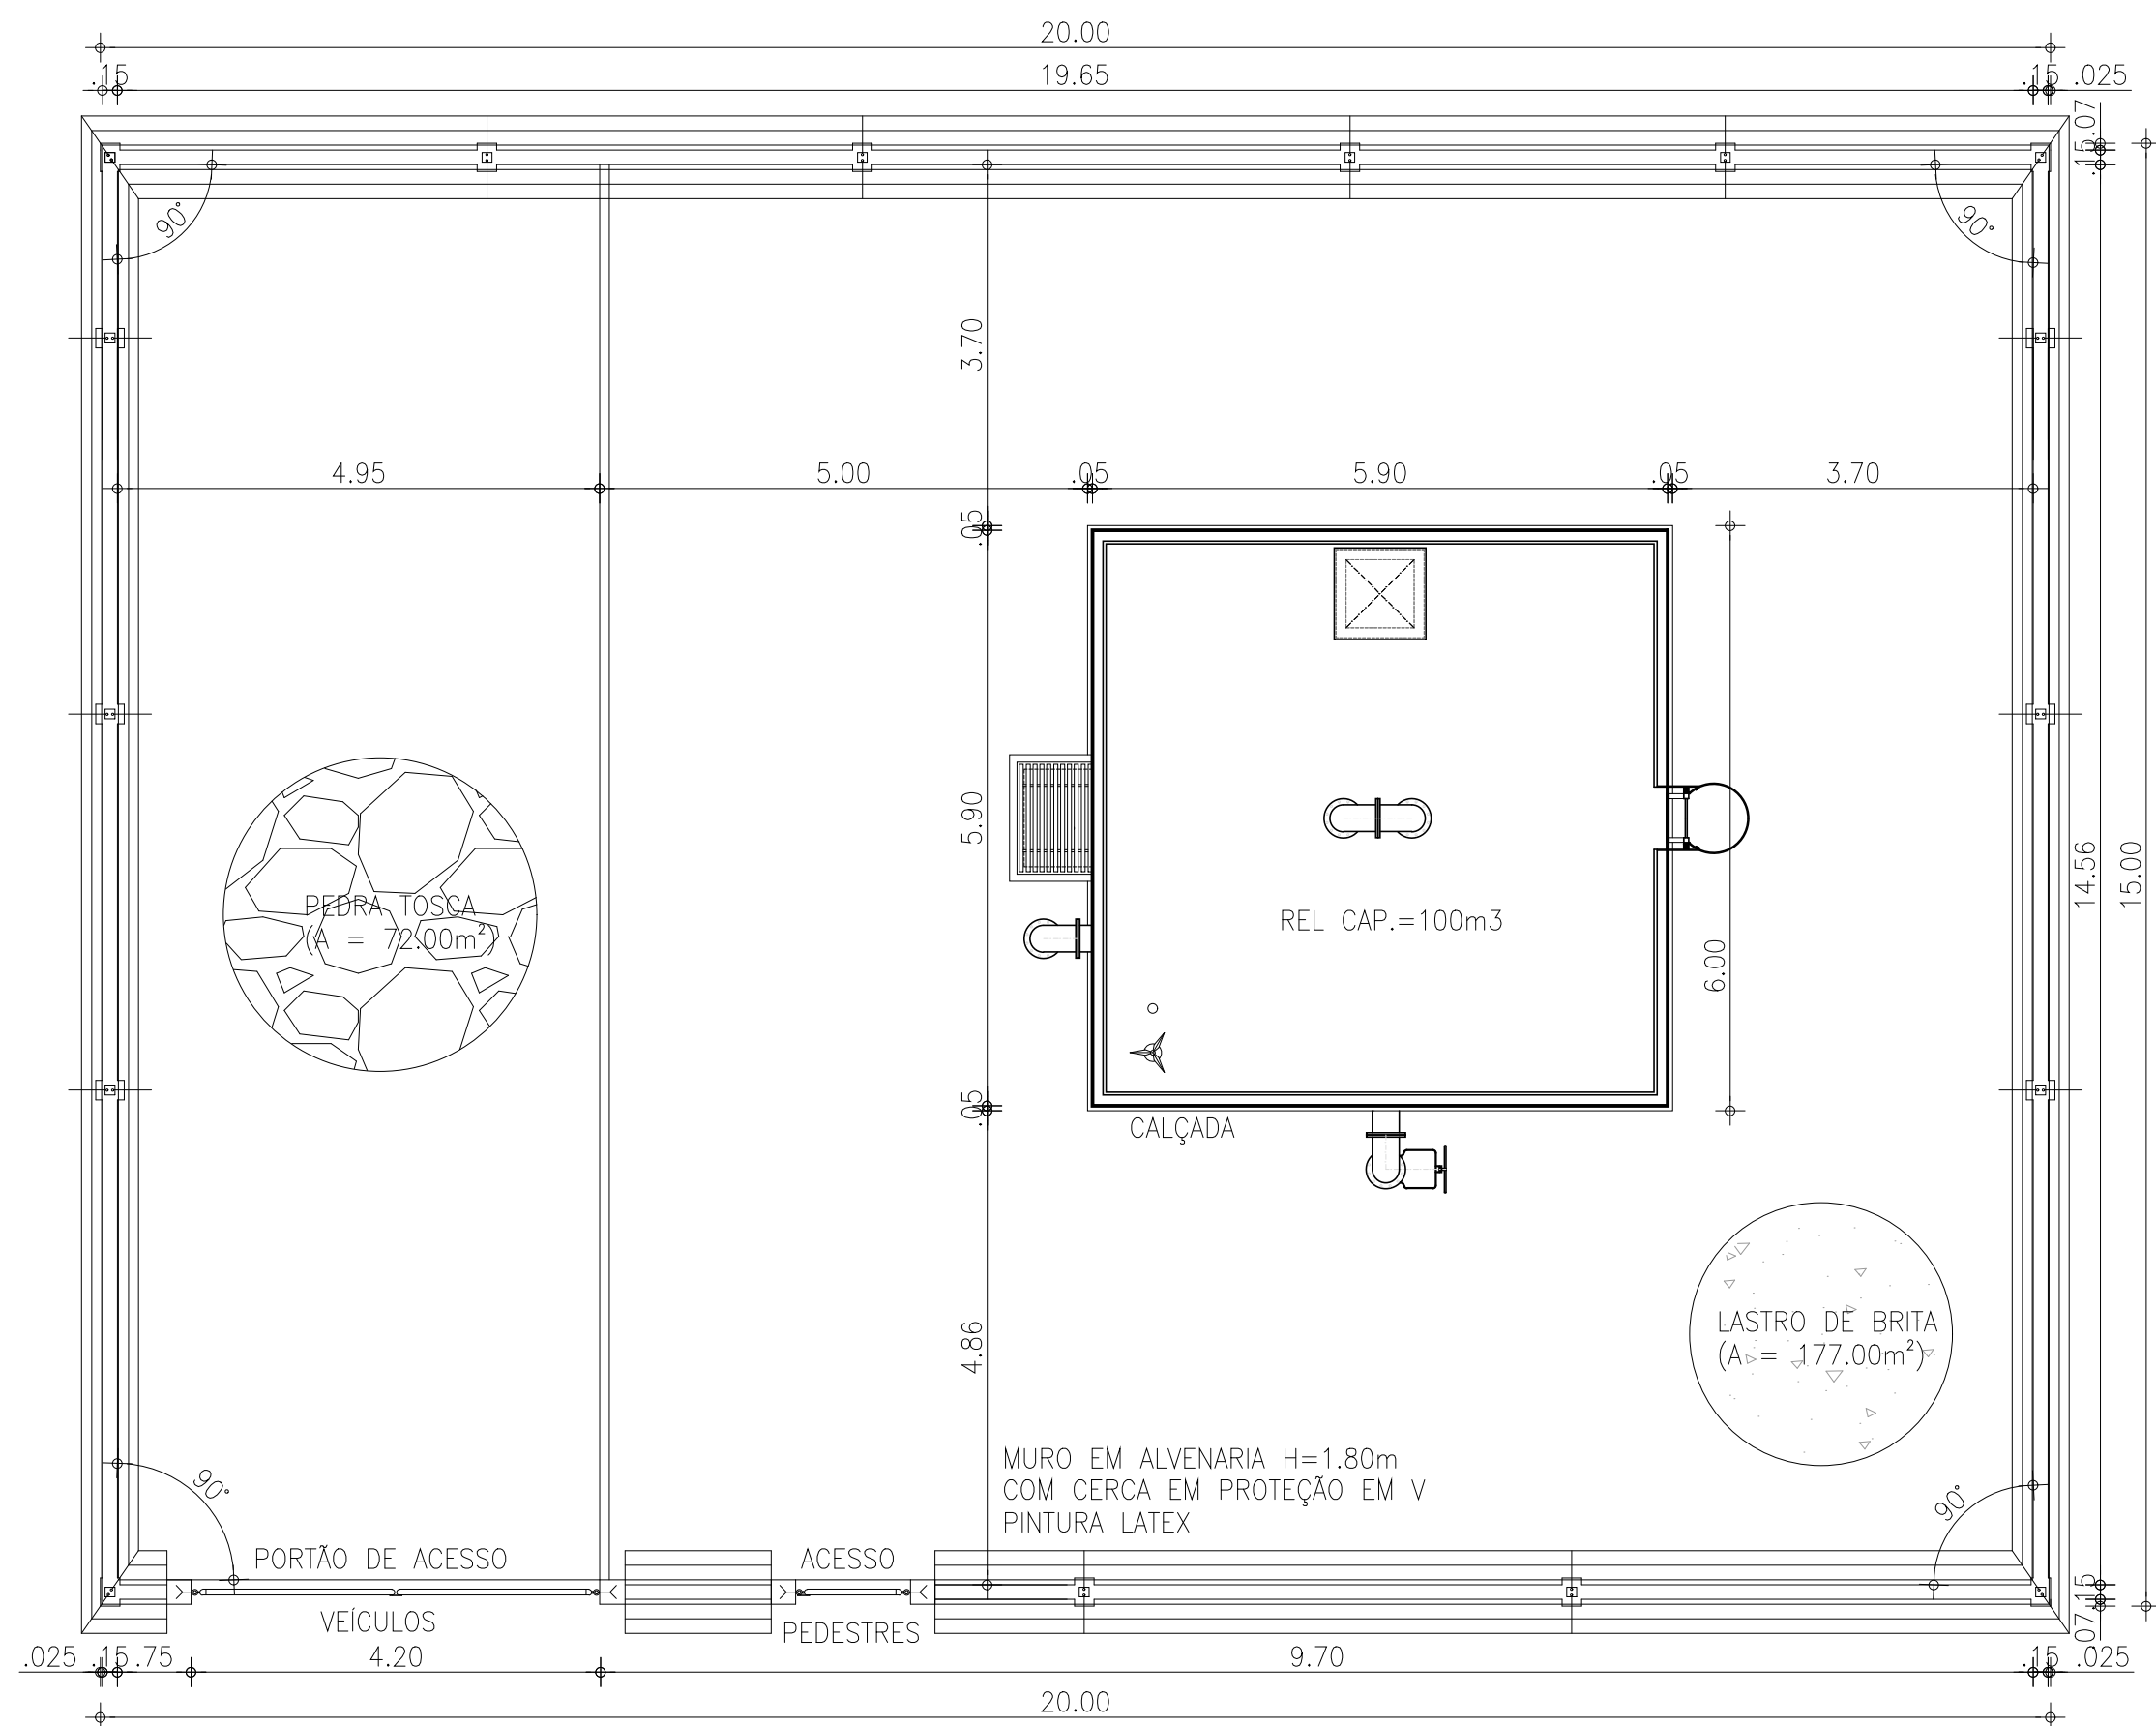 20.00
.15 19.65 .15 .025
.15 .07
90°
90°
3.70
4.95 5.00 .05 5.90 .05 3.70
.05
5.90
14.56
15.00
PEDRA TOSCA
(A = 72.00m²)
REL CAP.=100m3
6.00
.05
CALÇADA
4.86
LASTRO DE BRITA
(A = 177.00m²)
MURO EM ALVENARIA H=1.80m
COM CERCA EM PROTEÇÃO EM V
PINTURA LATEX
90°
90°
PORTÃO DE ACESSO
ACESSO
VEÍCULOS
PEDESTRES
.07 .15
.025 .15 .75 4.20 9.70 .15 .025
20.00